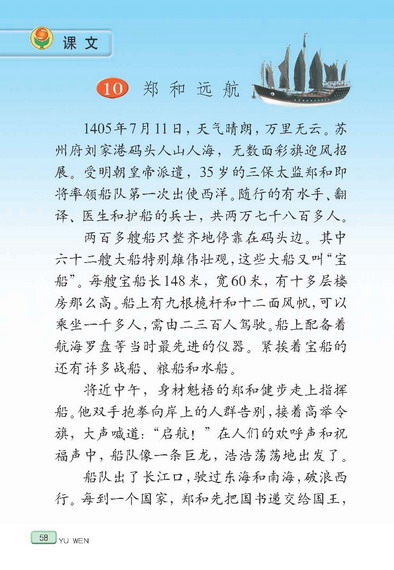 课文
10 郑和远航
1405年7月11日，天气晴朗，万里无云。苏
州府刘家港码头人山人海，无数面彩旗迎风招
展。受明朝皇帝派遣，35岁的三保太监郑和即
将率领船队第一次出使西洋。随行的有水手、翻
译、医生和护船的兵士，共两万七千八百多人。
两百多艘船只整齐地停靠在码头边。其中
六十二艘大船特别雄伟壮观，这些大船又叫“宝
船”。每艘宝船长148米，宽60米，有十多层楼
房那么高。船上有九根桅杆和十二面风帆，可以
乘坐一千多人，需由二三百人驾驶。船上配备着
航海罗盘等当时最先进的仪器。紧挨着宝船的
还有许多战船、粮船和水船。
将近中午，身材魁梧的郑和健步走上指挥
船。他双手抱拳向岸上的人群告别，接着高举令
旗，大声喊道：“启航！”在人们的欢呼声和祝
福声中，船队像一条巨龙，浩浩荡荡地出发了。
船队出了长江口，驶过东海和南海，破浪西
行。每到一个国家，郑和先把国书递交给国王，
58
YU WEN